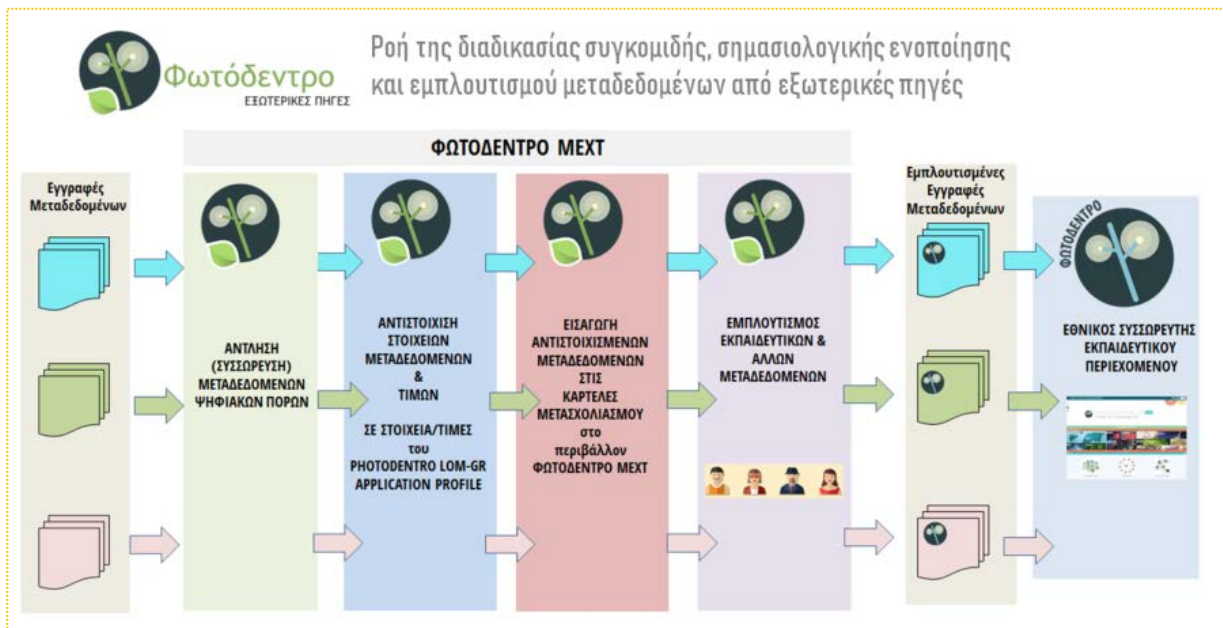 Φωτόδεντρο
ΕΞΩΤΕΡΙΚΕΣ ΠΗΓΕΣ
Ροή της διαδικασίας συγκομιδής, σημασιολογικής ενοποίησης
και εμπλουτισμού μεταδεδομένων από εξωτερικές πηγές
ΦΩΤΟΔΕΝΤΡΟ MEXT
Εγγραφές
Μεταδεδομένων
ΑΝΤΛΗΣΗ
(ΣΥΣΣΩΡΕΥΣΗ)
ΜΕΤΑΔΕΔΟΜΕΝΩΝ
ΨΗΦΙΑΚΩΝ ΠΟΡΩΝ
ΑΝΤΙΣΤΟΙΧΙΣΗ
ΣΤΟΙΧΕΙΩΝ
ΜΕΤΑΔΕΔΟΜΕΝΩΝ
&
ΤΙΜΩΝ
ΣΕ ΣΤΟΙΧΕΙΑ/ΤΙΜΕΣ
του
PHOTODENTRO LOM-GR
APPLICATION PROFILE
ΕΙΣΑΓΩΓΗ
ΑΝΤΙΣΤΟΙΧΙΣΜΕΝΩΝ
ΜΕΤΑΔΕΔΟΜΕΝΩΝ
ΣΤΙΣ
ΚΑΡΤΕΛΕΣ
ΜΕΤΑΣΧΟΛΙΑΣΜΟΥ
στο
περιβάλλον
ΦΩΤΟΔΕΝΤΡΟ MEXT
ΕΜΠΛΟΥΤΙΣΜΟΣ
ΕΚΠΑΙΔΕΥΤΙΚΩΝ &
ΑΛΛΩΝ
ΜΕΤΑΔΕΔΟΜΕΝΩΝ
Εμπλουτισμένες
Εγγραφές
Μεταδεδομένων
ΦΩΤΟΔΕΝΤΡΟ
ΕΘΝΙΚΟΣ ΣΥΣΣΩΡΕΥΤΗΣ
ΕΚΠΑΙΔΕΥΤΙΚΟΥ
ΠΕΡΙΕΧΟΜΕΝΟΥ